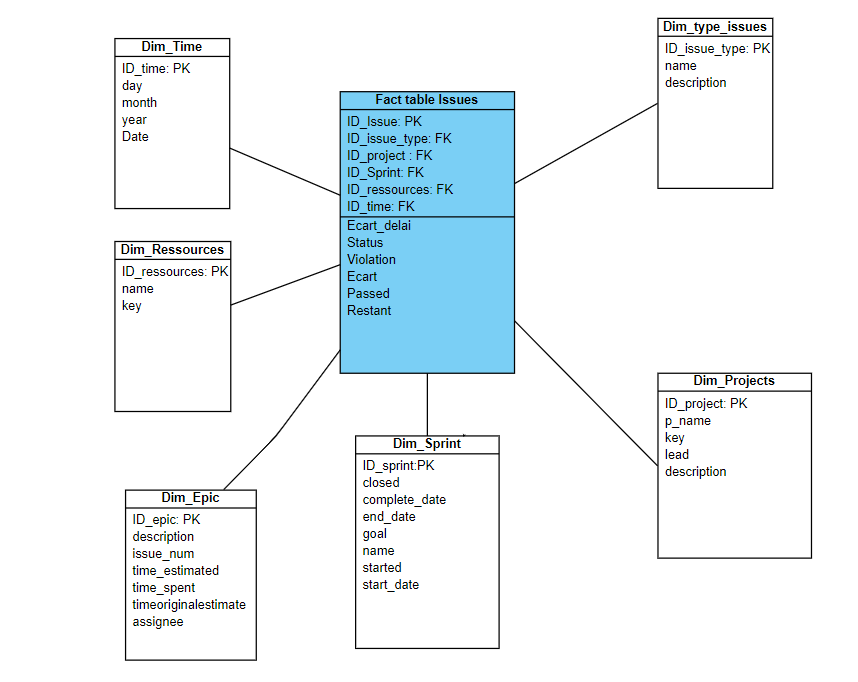 Dim_Time
ID_time: PK
day
month
year
Date
Fact table Issues
ID_Issue: PK
ID_issue_type: FK
ID_project : FK
ID_Sprint: FK
ID_ressources: FK
ID_time: FK
Ecart_delai
Status
Violation
Ecart
Passed
Restant
Dim_type_issues
ID_issue_type: PK
name
description
Dim_Ressources
ID_ressources: PK
name
key
Dim_Projects
ID_project: PK
p_name
key
lead
description
Dim_Epic
ID_epic: PK
description
issue_num
time_estimated
time_spent
timeoriginalestimate
assignee
Dim_Sprint
ID_sprint:PK
closed
complete_date
end_date
goal
name
started
start_date